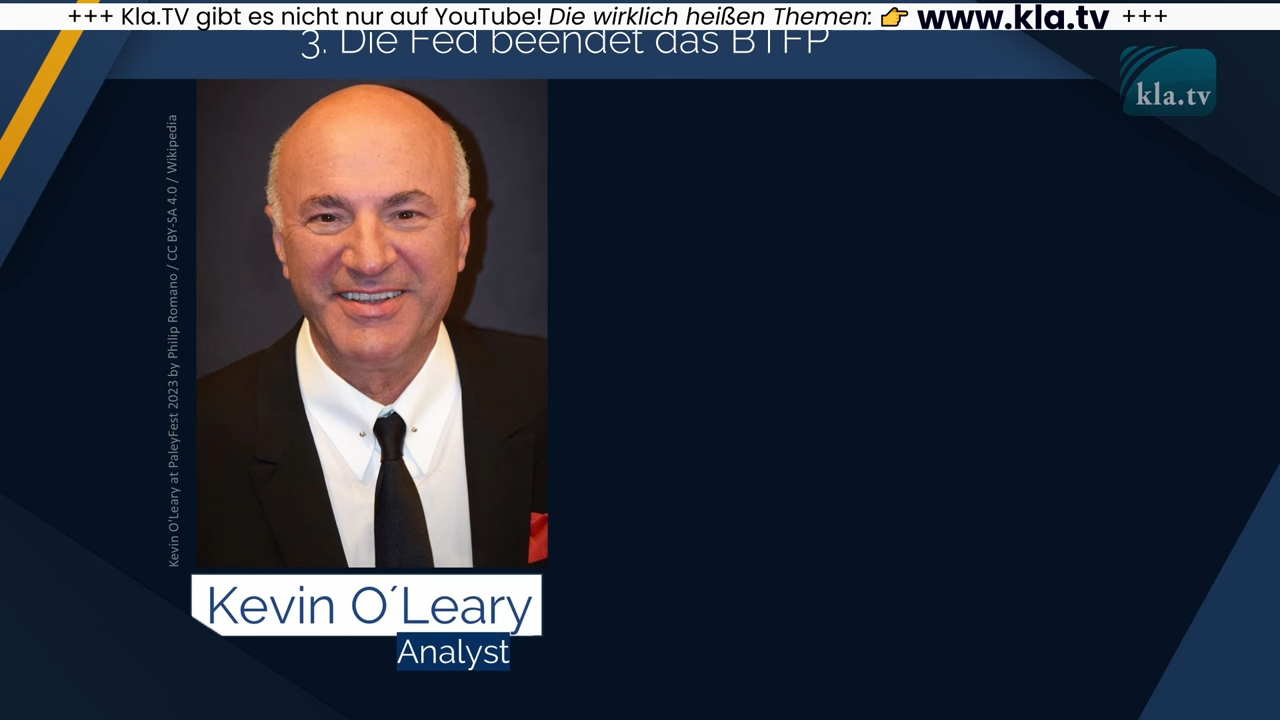 +++ Kla.TV gibt es nicht nur auf YouTube! Die wirklich heißen Themen: 👉 www.kla.tv +++
3. Die Fed beendet das BTFP
kla.tv
Kevin O'Leary at PaleyFest 2023 by Philip Romano / CC BY-SA 4.0 / Wikipedia
Kevin O´Leary
Analyst